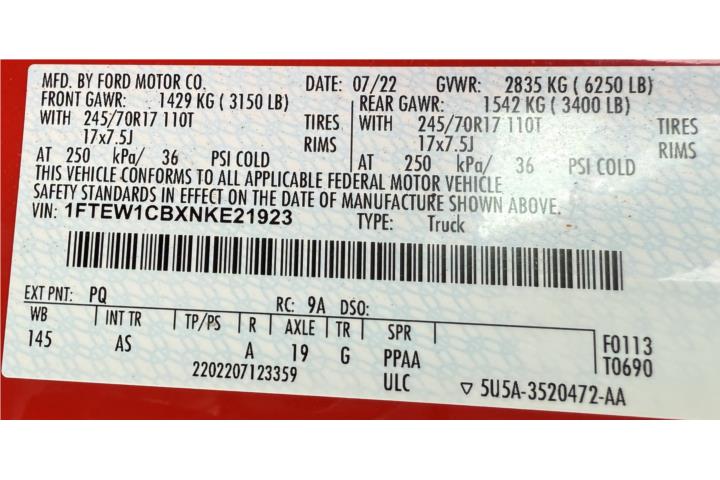 MFD. BY FORD MOTOR CO. DATE: 07/22 GVWR: 2835 KG ( 6250 LB)
FRONT GAWR: 1429 KG ( 3150 LB) REAR GAWR: 1542 KG ( 3400 LB)
WITH 245/70R17 110T TIRES WITH 245/70R17 110T TIRES
17x7.5J RIMS 17x7.5J RIMS
AT 250 kPa/ 36 PSI COLD AT 250 kPa/ 36 PSI COLD
THIS VEHICLE CONFORMS TO ALL APPLICABLE FEDERAL MOTOR VEHICLE
SAFETY STANDARDS IN EFFECT ON THE DATE OF MANUFACTURE SHOWN ABOVE.
VIN: 1FTEW1CBXNKE21923 TYPE: Truck
EXT PNT: PQ RC: 9A DSO:
WB INT TR TP/PS R AXLE TR SPR F0113
145 AS A 19 G PPAA T0690
2202207123359 ULC ▽ 5U5A-3520472-AA